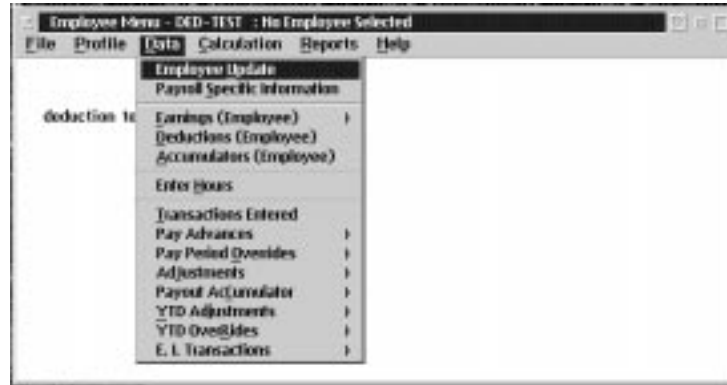 Employee Menu - DED-TEST : No Employee Selected
File Profile Data Calculation Reports Help
Employee Update
Payroll Specific Information
deduction te
Earnings (Employee)
Deductions (Employee)
Accumulators (Employee)
Enter Hours
Transactions Entered
Pay Advances
Pay Period Overrides
Adjustments
Payout Accumulator
YTD Adjustments
YTD OverRides
E. I. Transactions